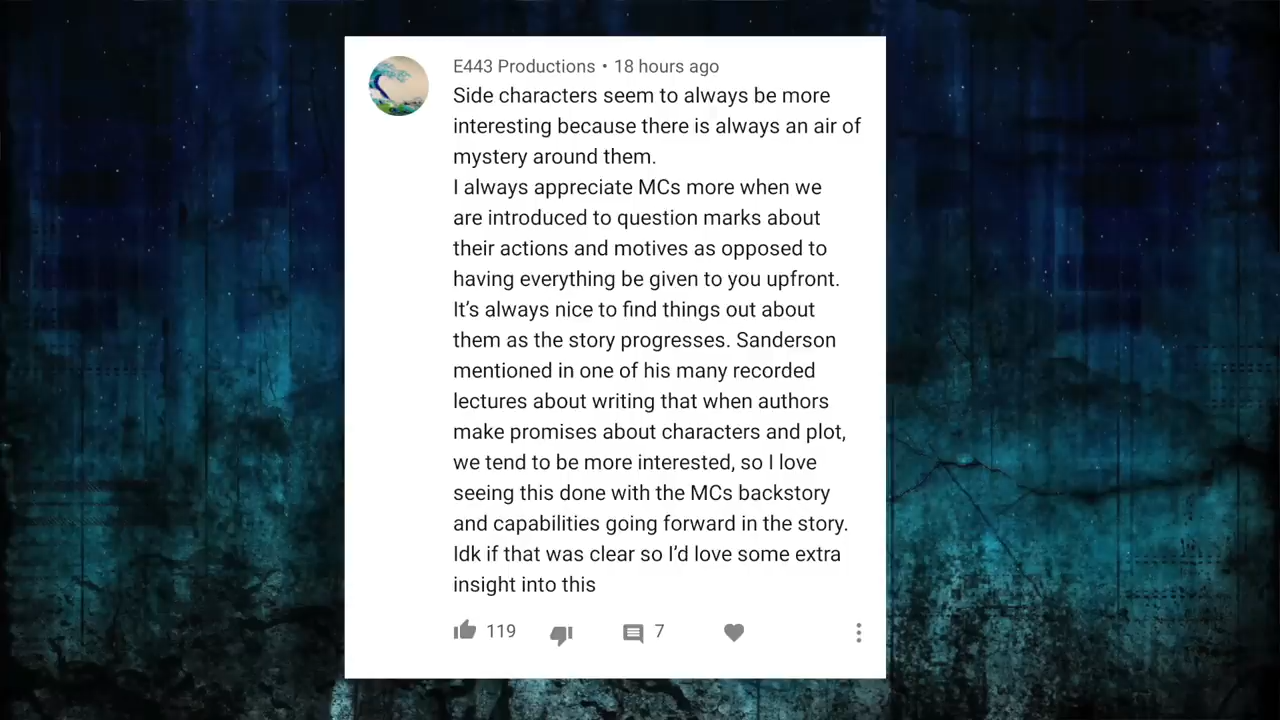 E443 Productions • 18 hours ago
Side characters seem to always be more
interesting because there is always an air of
mystery around them.
I always appreciate MCs more when we
are introduced to question marks about
their actions and motives as opposed to
having everything be given to you upfront.
It’s always nice to find things out about
them as the story progresses. Sanderson
mentioned in one of his many recorded
lectures about writing that when authors
make promises about characters and plot,
we tend to be more interested, so I love
seeing this done with the MCs backstory
and capabilities going forward in the story.
Idk if that was clear so I’d love some extra
insight into this
119 7